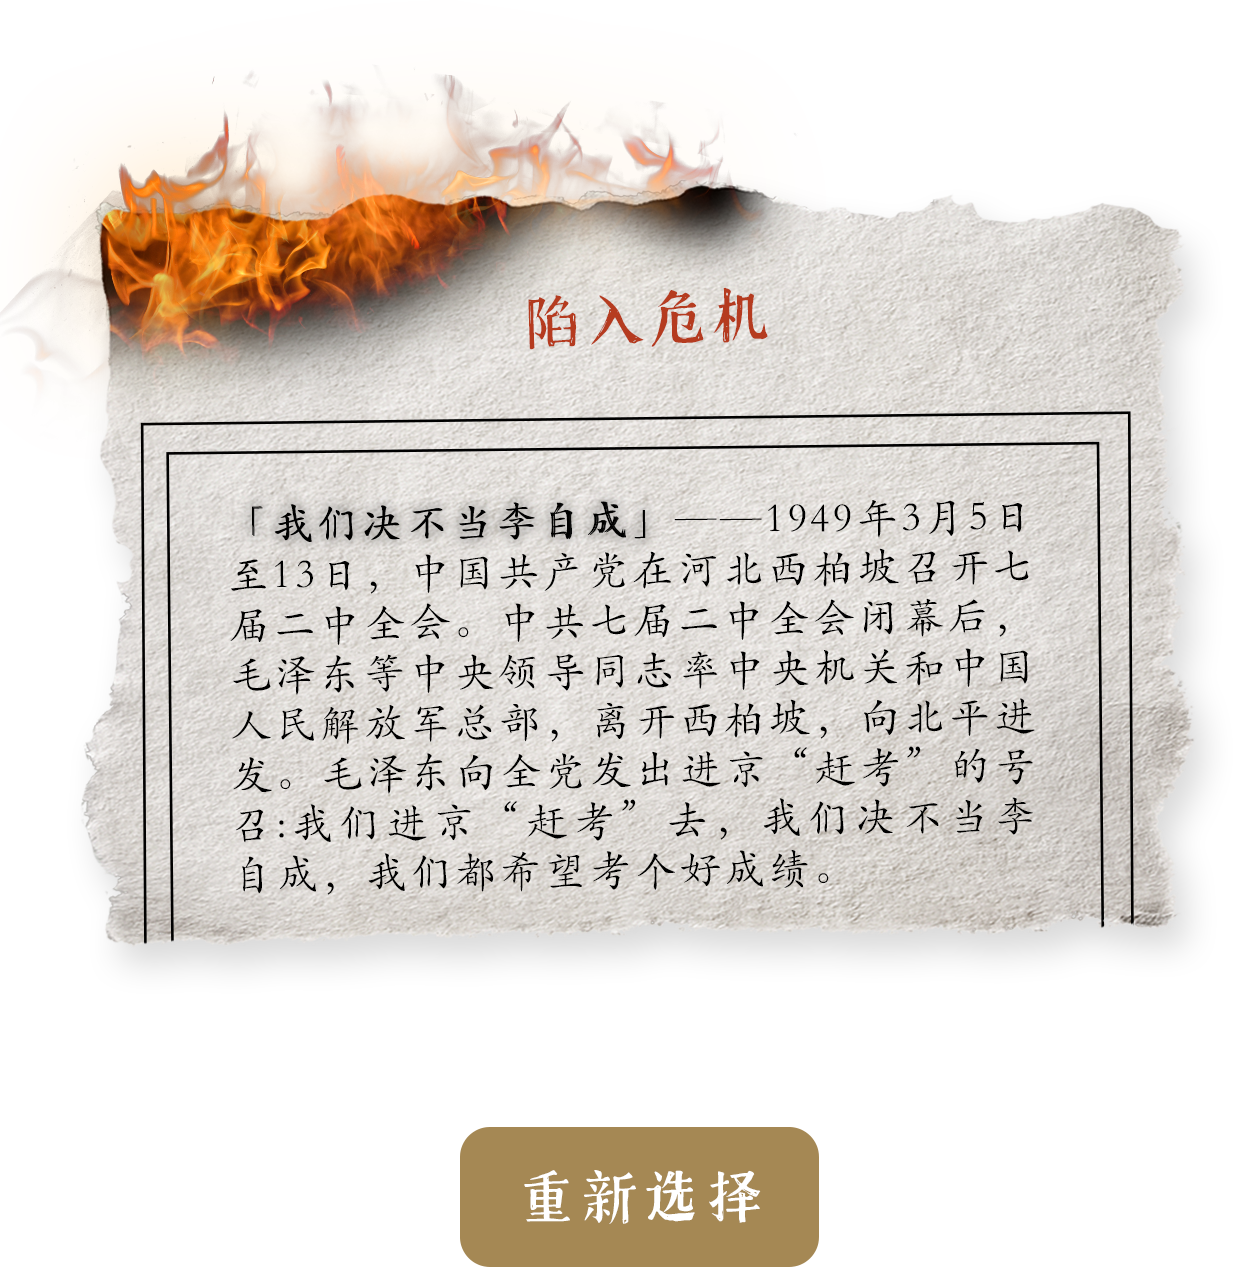 陷入危机
「我们决不当李自成」——1949年3月5日
至13日，中国共产党在河北西柏坡召开七
届二中全会。中共七届二中全会闭幕后，
毛泽东等中央领导同志率中央机关和中国
人民解放军总部，离开西柏坡，向北平进
发。毛泽东向全党发出进京“赶考”的号
召:我们进京“赶考”去，我们决不当李
自成，我们都希望考个好成绩。
重新选择